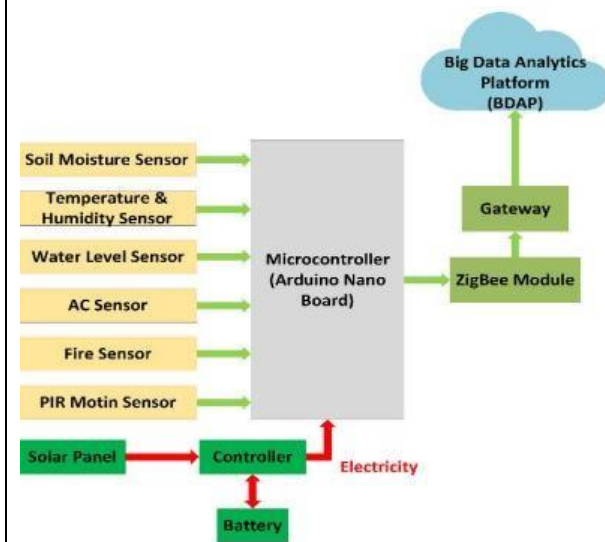 Big Data Analytics
Platform
(BDAP)
Soil Moisture Sensor
Temperature &
Humidity Sensor
Water Level Sensor
AC Sensor
Fire Sensor
PIR Motin Sensor
Microcontroller
(Arduino Nano
Board)
Gateway
ZigBee Module
Solar Panel
Controller
Electricity
Battery